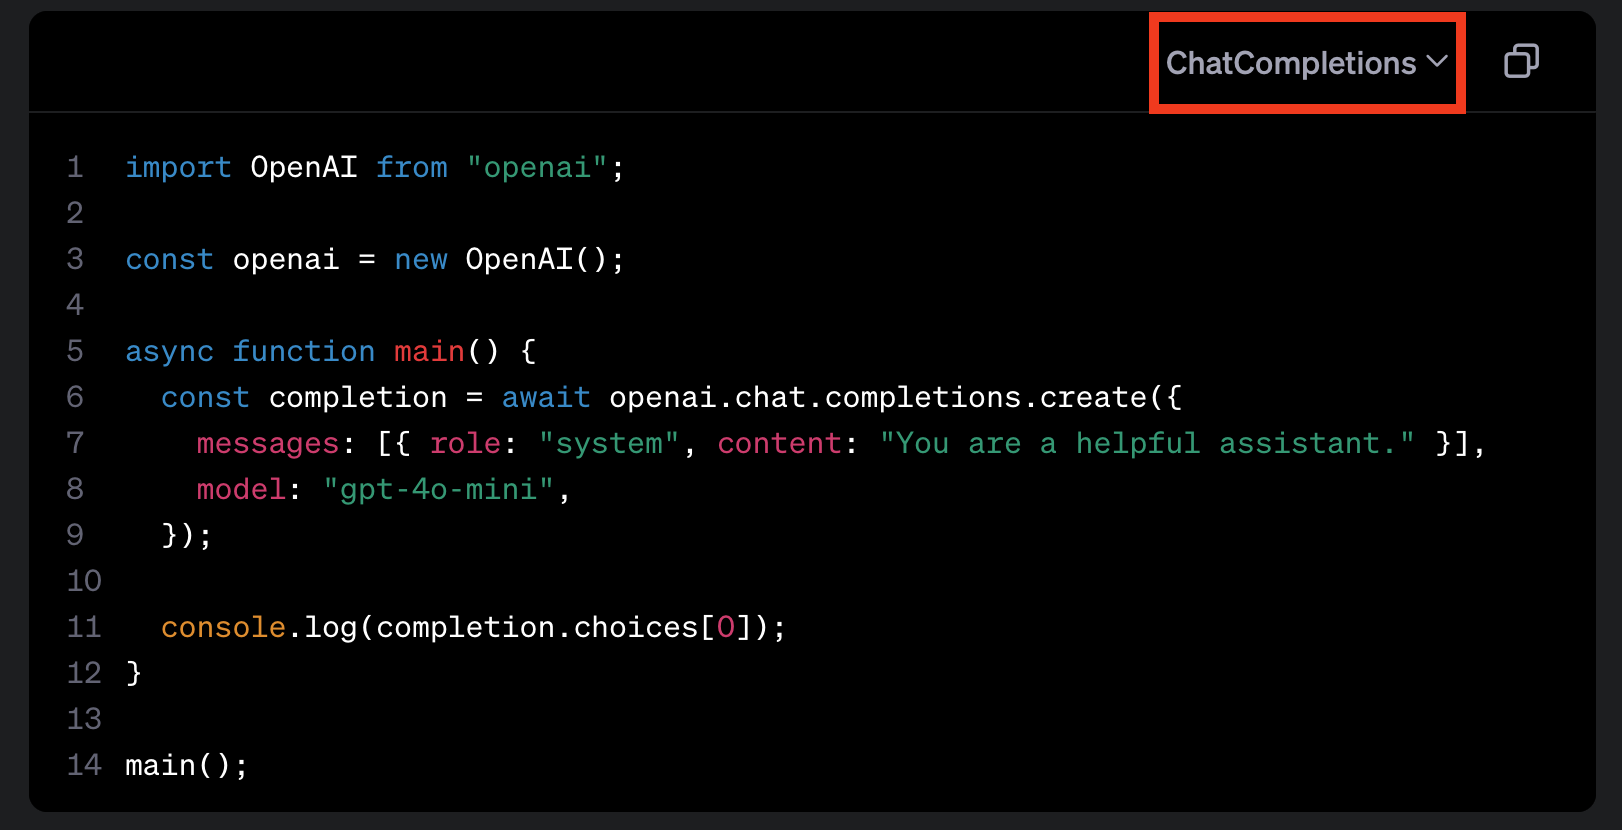 ChatCompletions
1 import OpenAI from "openai";
2
3 const openai = new OpenAI();
4
5 async function main() {
6   const completion = await openai.chat.completions.create({
7     messages: [{ role: "system", content: "You are a helpful assistant." }],
8     model: "gpt-4o-mini",
9   });
10
11   console.log(completion.choices[0]);
12 }
13
14 main();